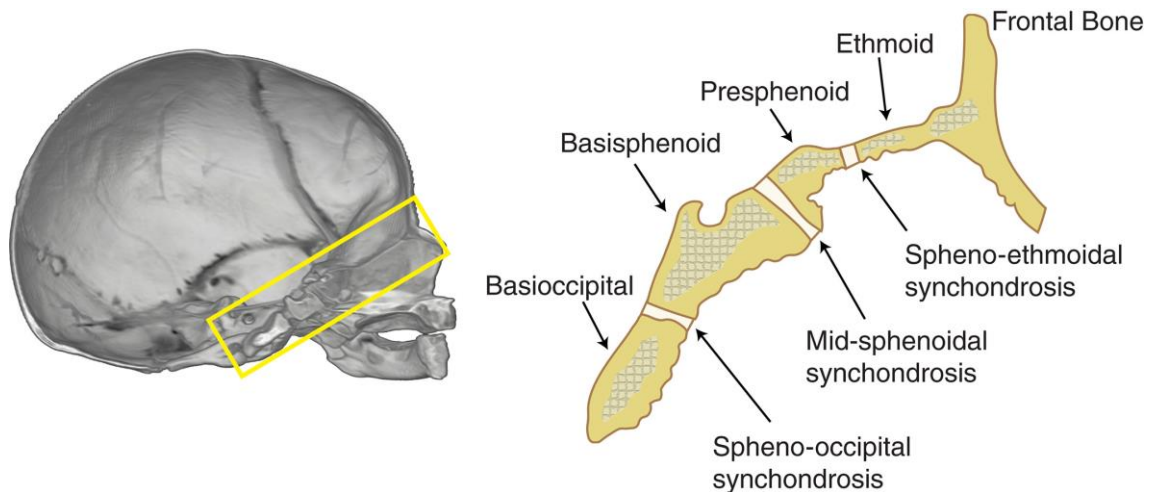 Frontal Bone
Ethmoid
Presphenoid
Basisphenoid
Basioccipital
Spheno-ethmoidal
synchondrosis
Mid-sphenoidal
synchondrosis
Spheno-occipital
synchondrosis